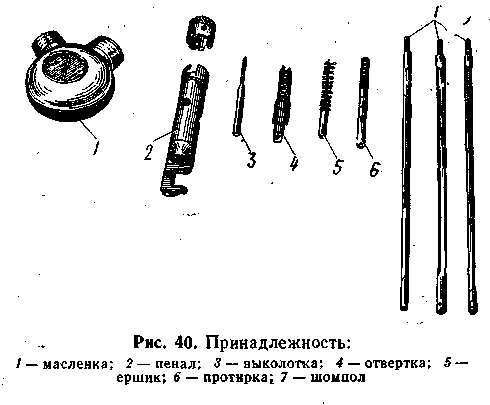 1
2
3
4
5
6
Рис. 40. Принадлежность:
1 — масленка; 2 — пенал; 3 — выколотка; 4 — отвертка; 5 —
ершик; 6 — протирка; 7 — шомпол